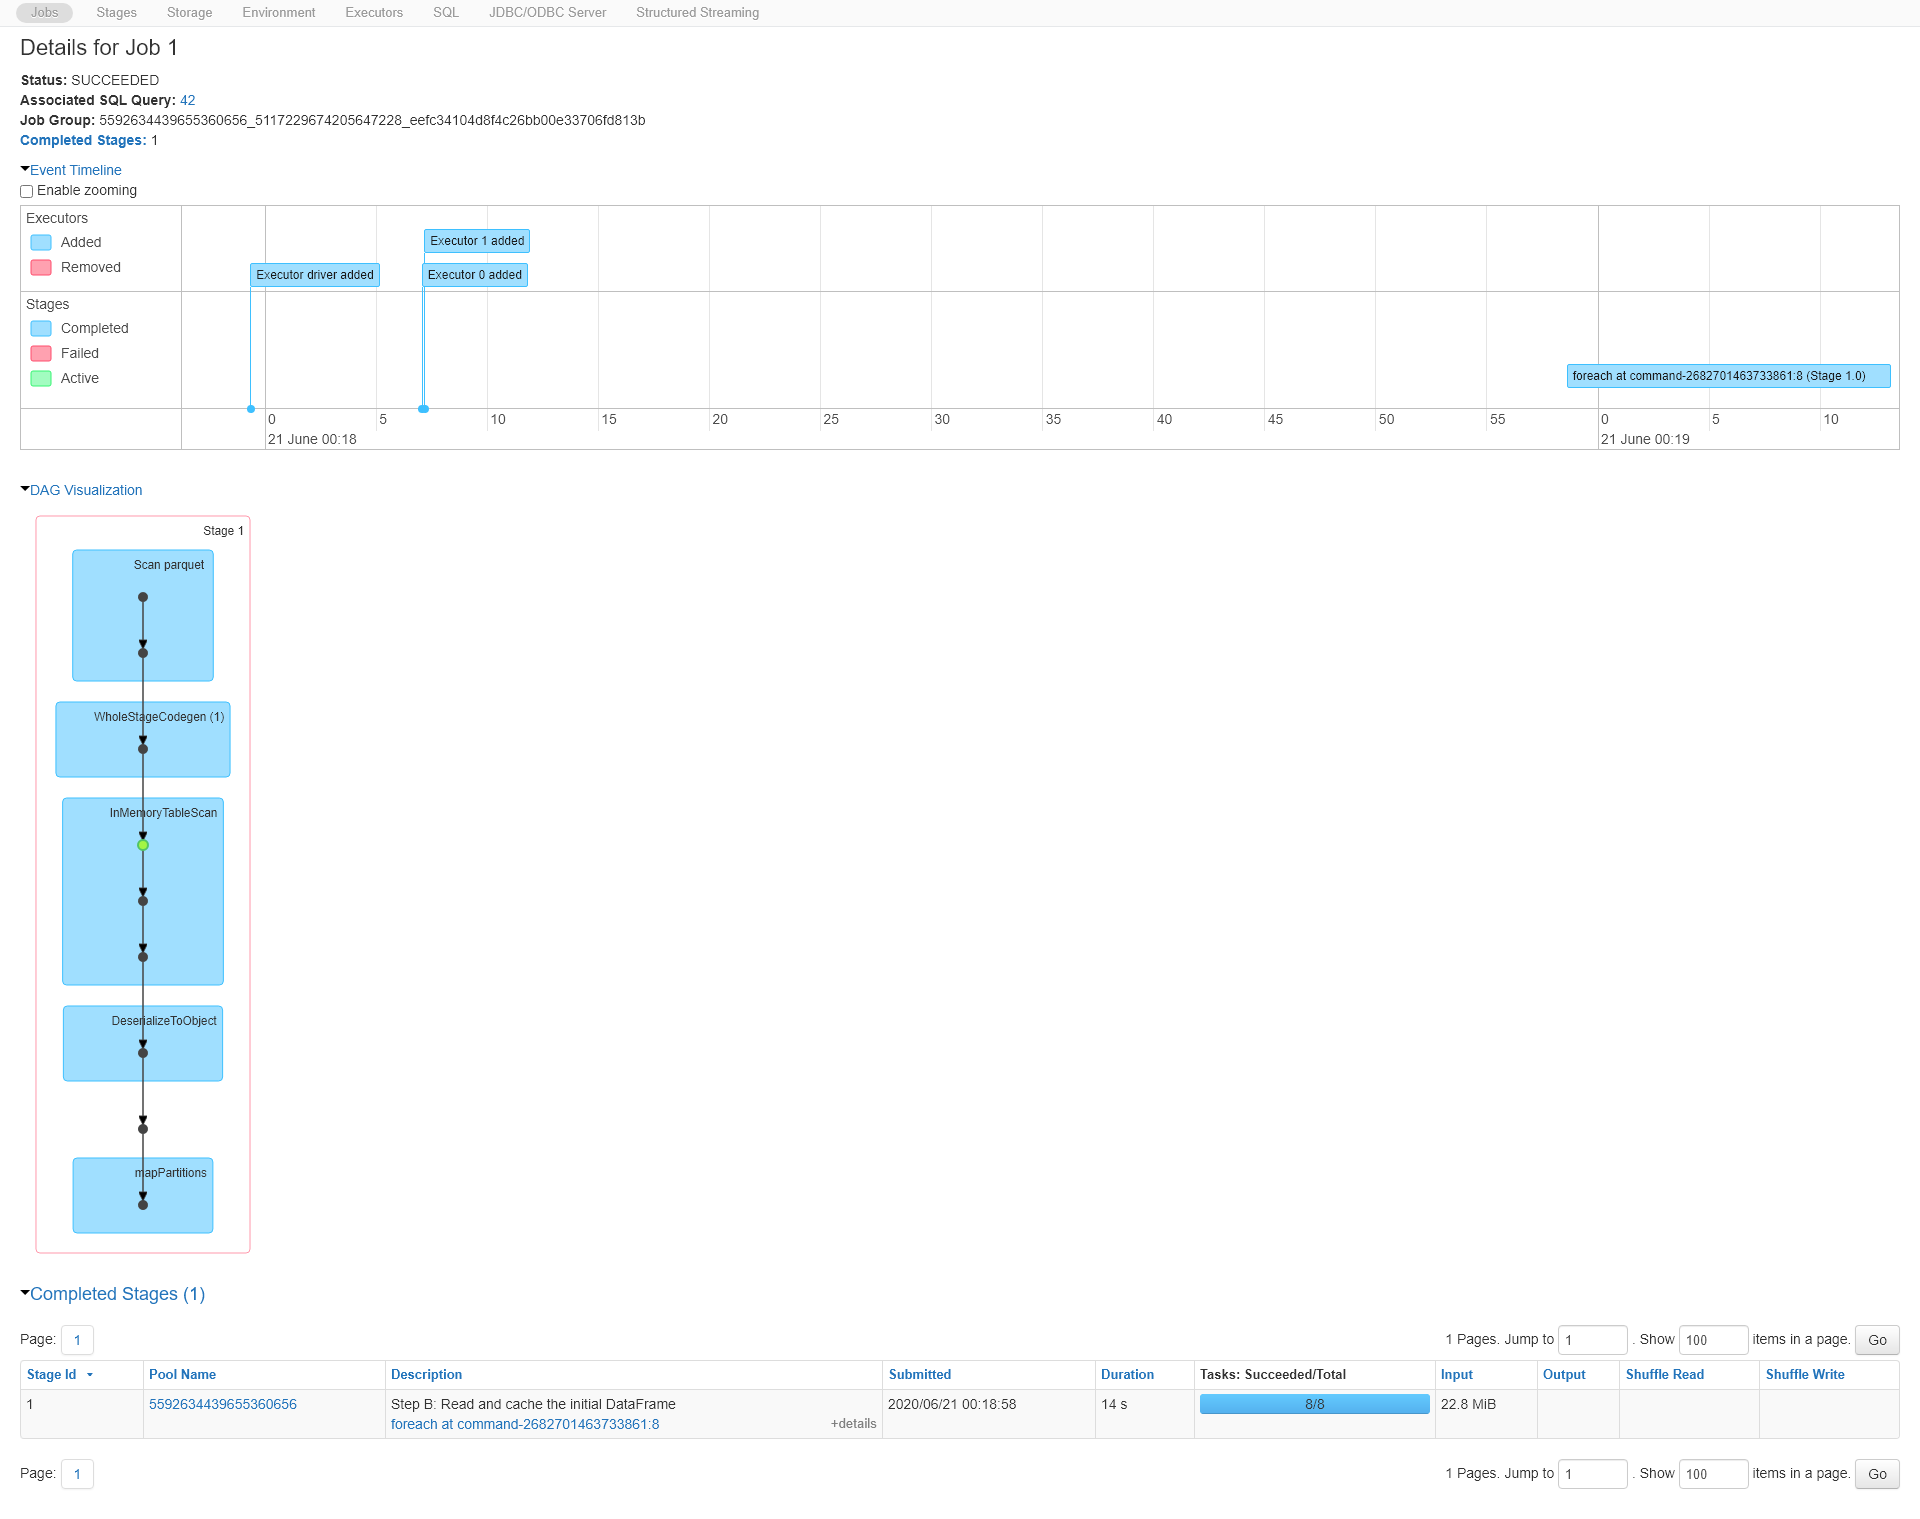 Jobs Stages Storage Environment Executors SQL JDBC/ODBC Server Structured Streaming
Details for Job 1
Status: SUCCEEDED
Associated SQL Query: 42
Job Group: 5592634439655360656_5117229674205647228_eefc34104d8f4c26bb00e33706fd813b
Completed Stages: 1
Event Timeline
Enable zooming
Executors
Added
Removed
Executor 1 added
Executor driver added
Executor 0 added
Stages
Completed
Failed
Active
foreach at command-2682701463733861:8 (Stage 1.0)
0 5 10 15 20 25 30 35 40 45 50 55 0 5 10
21 June 00:18 21 June 00:19
DAG Visualization
Stage 1
Scan parquet
WholeStageCodegen (1)
InMemoryTableScan
DeserializeToObject
mapPartitions
Completed Stages (1)
Page: 1 1 Pages. Jump to 1 . Show 100 items in a page. Go
Stage Id Pool Name Description Submitted Duration Tasks: Succeeded/Total Input Output Shuffle Read Shuffle Write
1 5592634439655360656 Step B: Read and cache the initial DataFrame 2020/06/21 00:18:58 14 s 8/8 22.8 MiB
foreach at command-2682701463733861:8 +details
Page: 1 1 Pages. Jump to 1 . Show 100 items in a page. Go